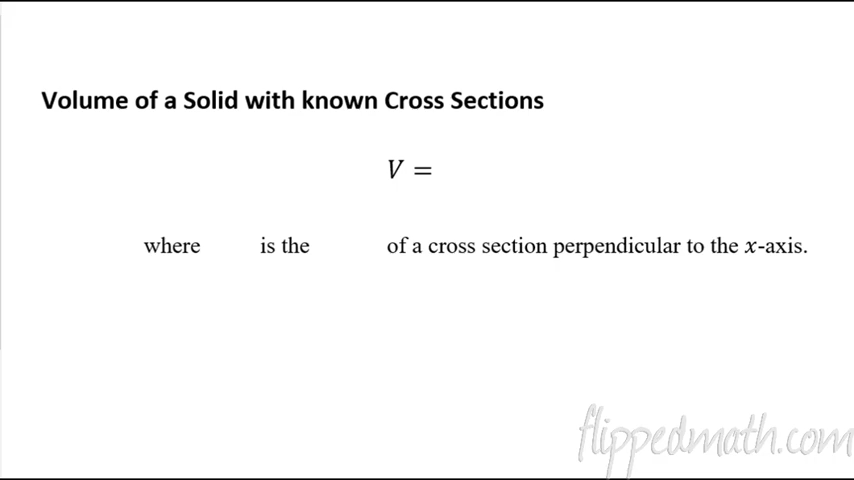 Volume of a Solid with known Cross Sections
V =
where is the of a cross section perpendicular to the x-axis.
flippedmath.com